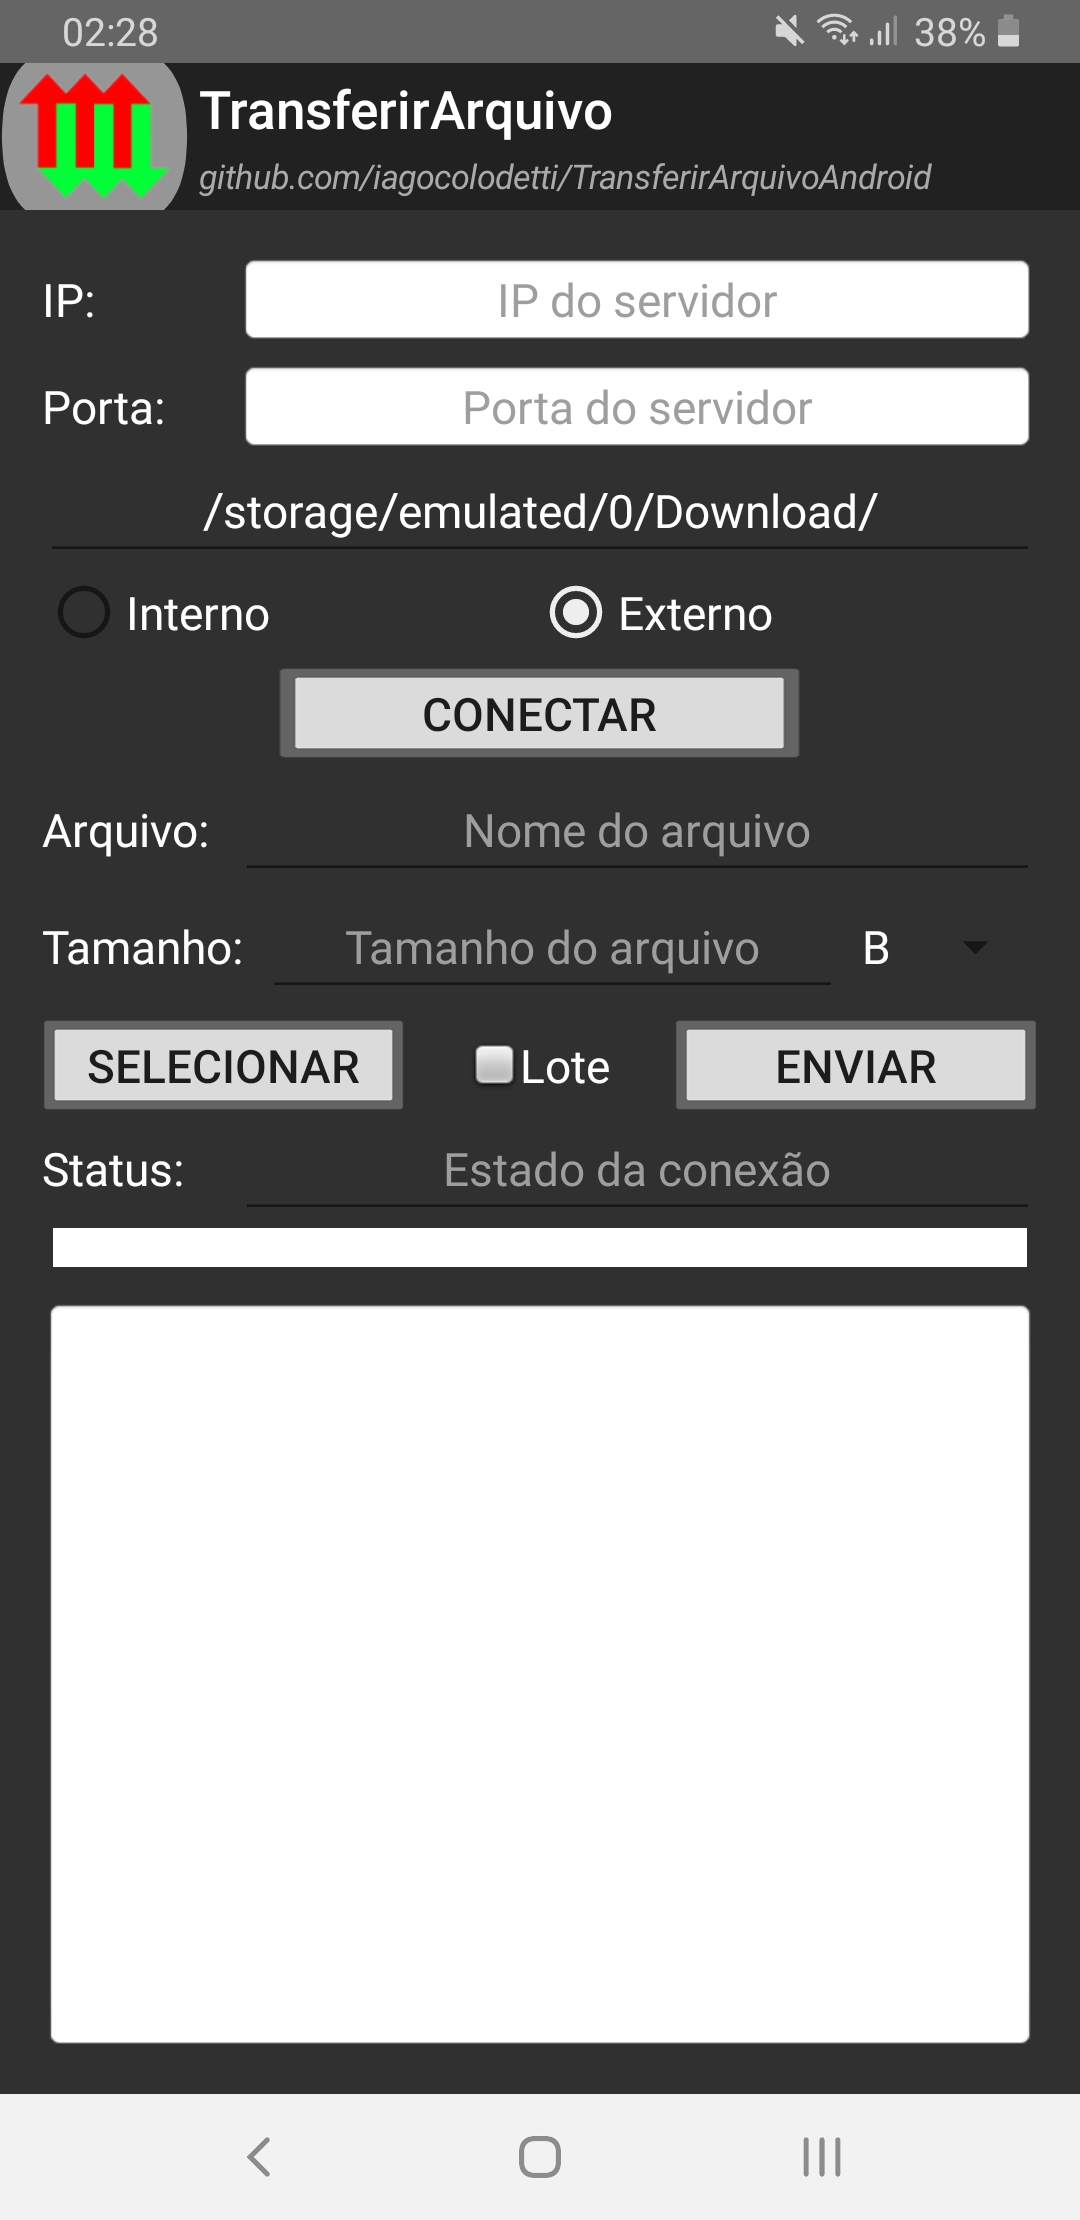 02:28 38%
TransferirArquivo
github.com/iagocolodetti/TransferirArquivoAndroid
IP: IP do servidor
Porta: Porta do servidor
/storage/emulated/0/Download/
Interno Externo
CONECTAR
Arquivo: Nome do arquivo
Tamanho: Tamanho do arquivo B
SELECIONAR Lote ENVIAR
Status: Estado da conexão